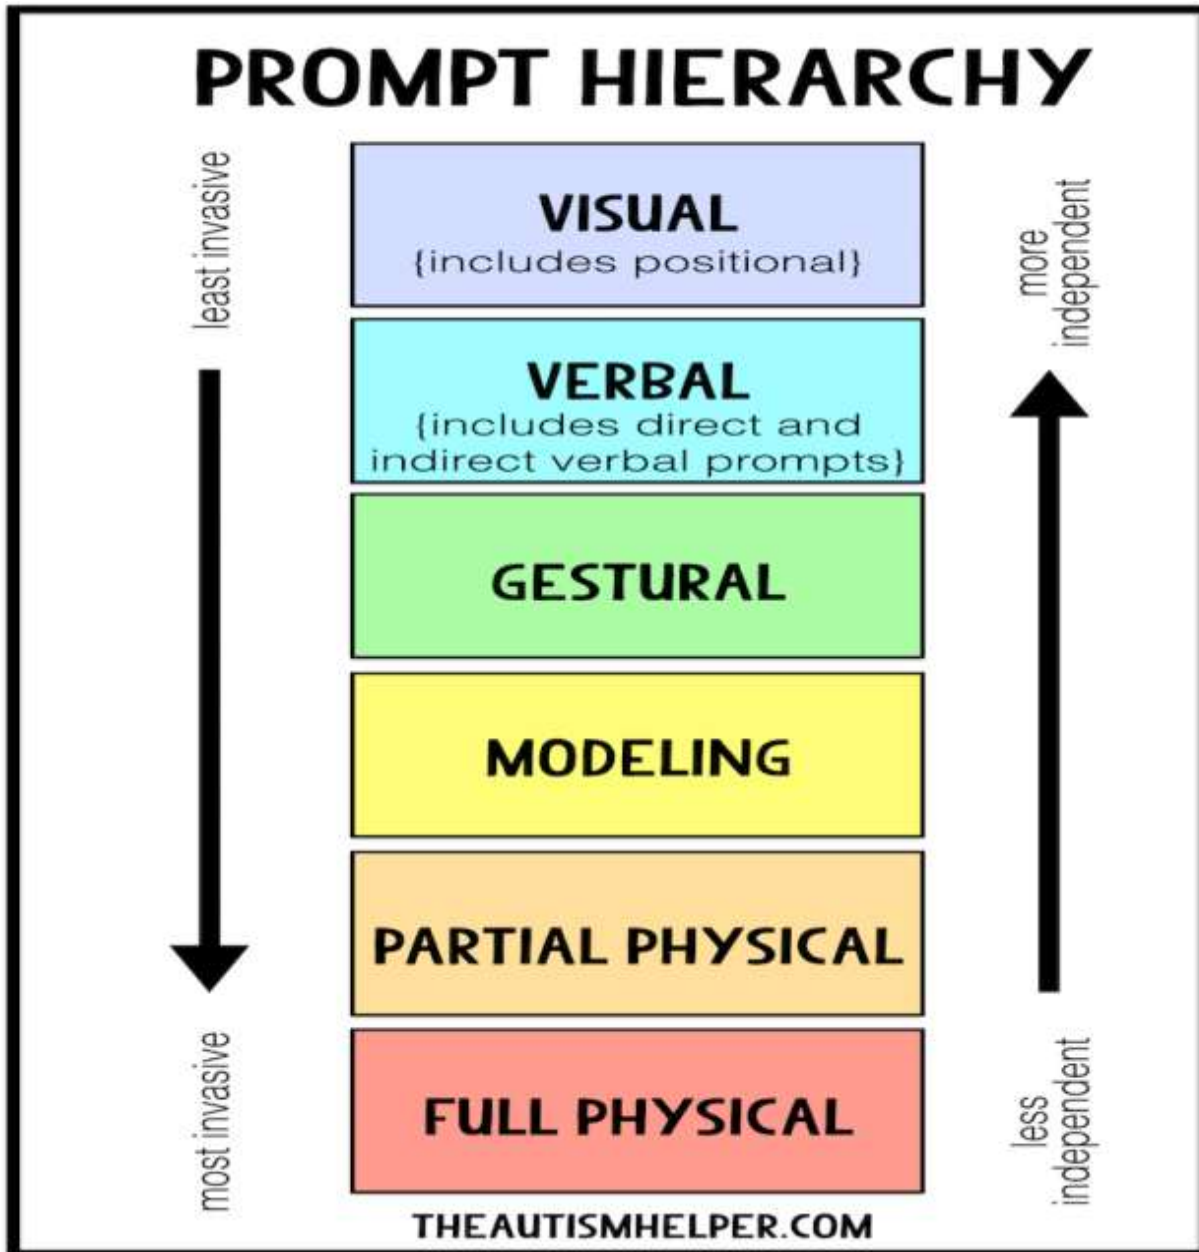 PROMPT HIERARCHY
least invasive
more
independent
VISUAL
{includes positional}
VERBAL
{includes direct and
indirect verbal prompts}
GESTURAL
MODELING
PARTIAL PHYSICAL
FULL PHYSICAL
most invasive
less
independent
THEAUTISMHELPER.COM